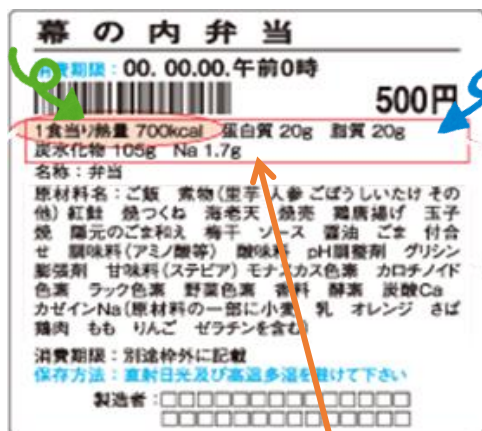 幕の内弁当
消費期限：00. 00.00.午前0時
500円
1食当り熱量 700kcal 蛋白質 20g 脂質 20g
炭水化物 105g Na 1.7g
名称：弁当
原材料名：ご飯 煮物(里芋 人参 ごぼう しいたけ その
他) 紅鮭 焼つくね 海老天 焼売 鶏唐揚げ 玉子
焼 隠元のごま和え 梅干 ソース 醤油 ごま 付合
せ 調味料(アミノ酸等) 酸味料 pH調整剤 グリシン
膨張剤 甘味料(ステビア) モナスカス色素 カロチノイド
色素 ラック色素 野菜色素 香料 酵素 炭酸Ca
カゼインNa(原材料の一部に小麦 乳 オレンジ さば
鶏肉 もも りんご ゼラチンを含む)
消費期限：別途枠外に記載
保存方法：直射日光及び高温多湿を避けて下さい
製造者：□□□□□□□□□□□□□
□□□□□□□□□□□□□